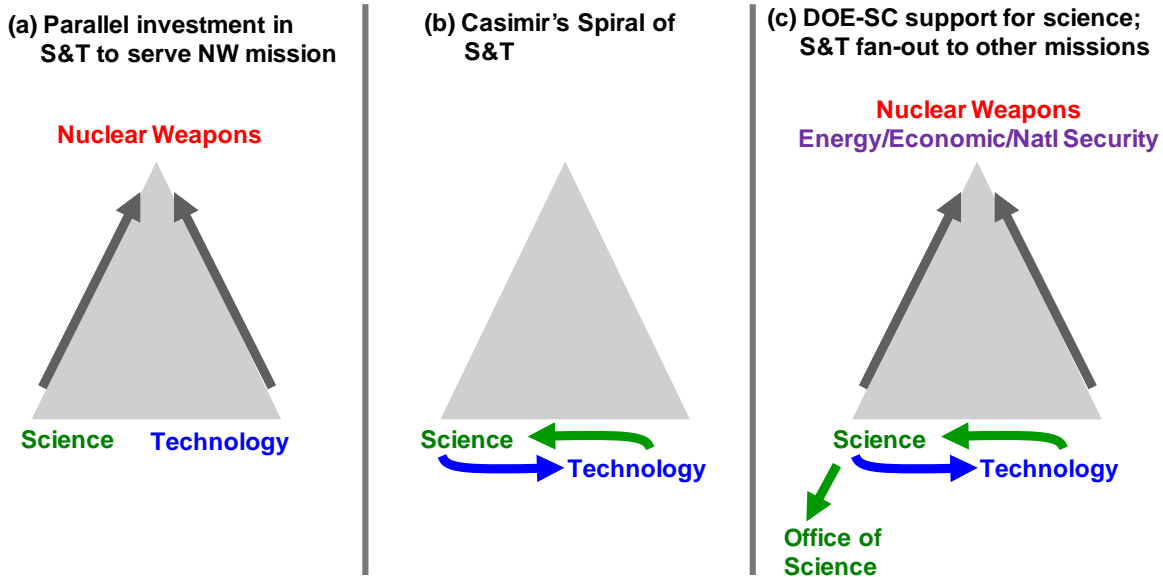 (a) Parallel investment in
S&T to serve NW mission
Nuclear Weapons
Science
Technology
(b) Casimir's Spiral of
S&T
Science
Technology
(c) DOE-SC support for science;
S&T fan-out to other missions
Nuclear Weapons
Energy/Economic/Natl Security
Science
Technology
Office of
Science